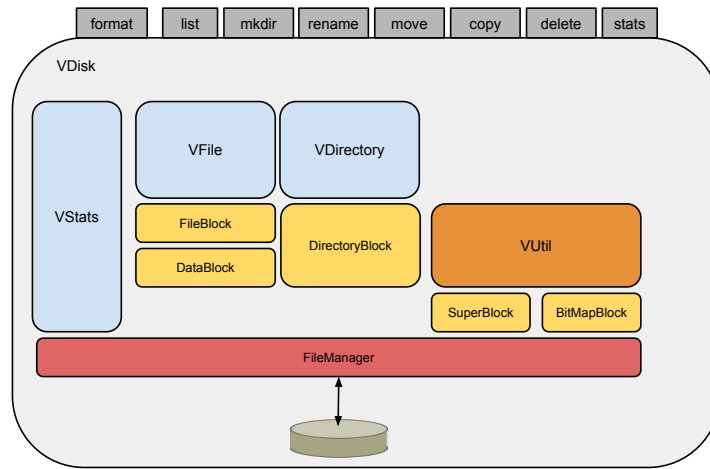 format list mkdir rename move copy delete stats
VDisk
VStats
VFile
VDirectory
FileBlock
DataBlock
DirectoryBlock
VUtil
SuperBlock
BitMapBlock
FileManager